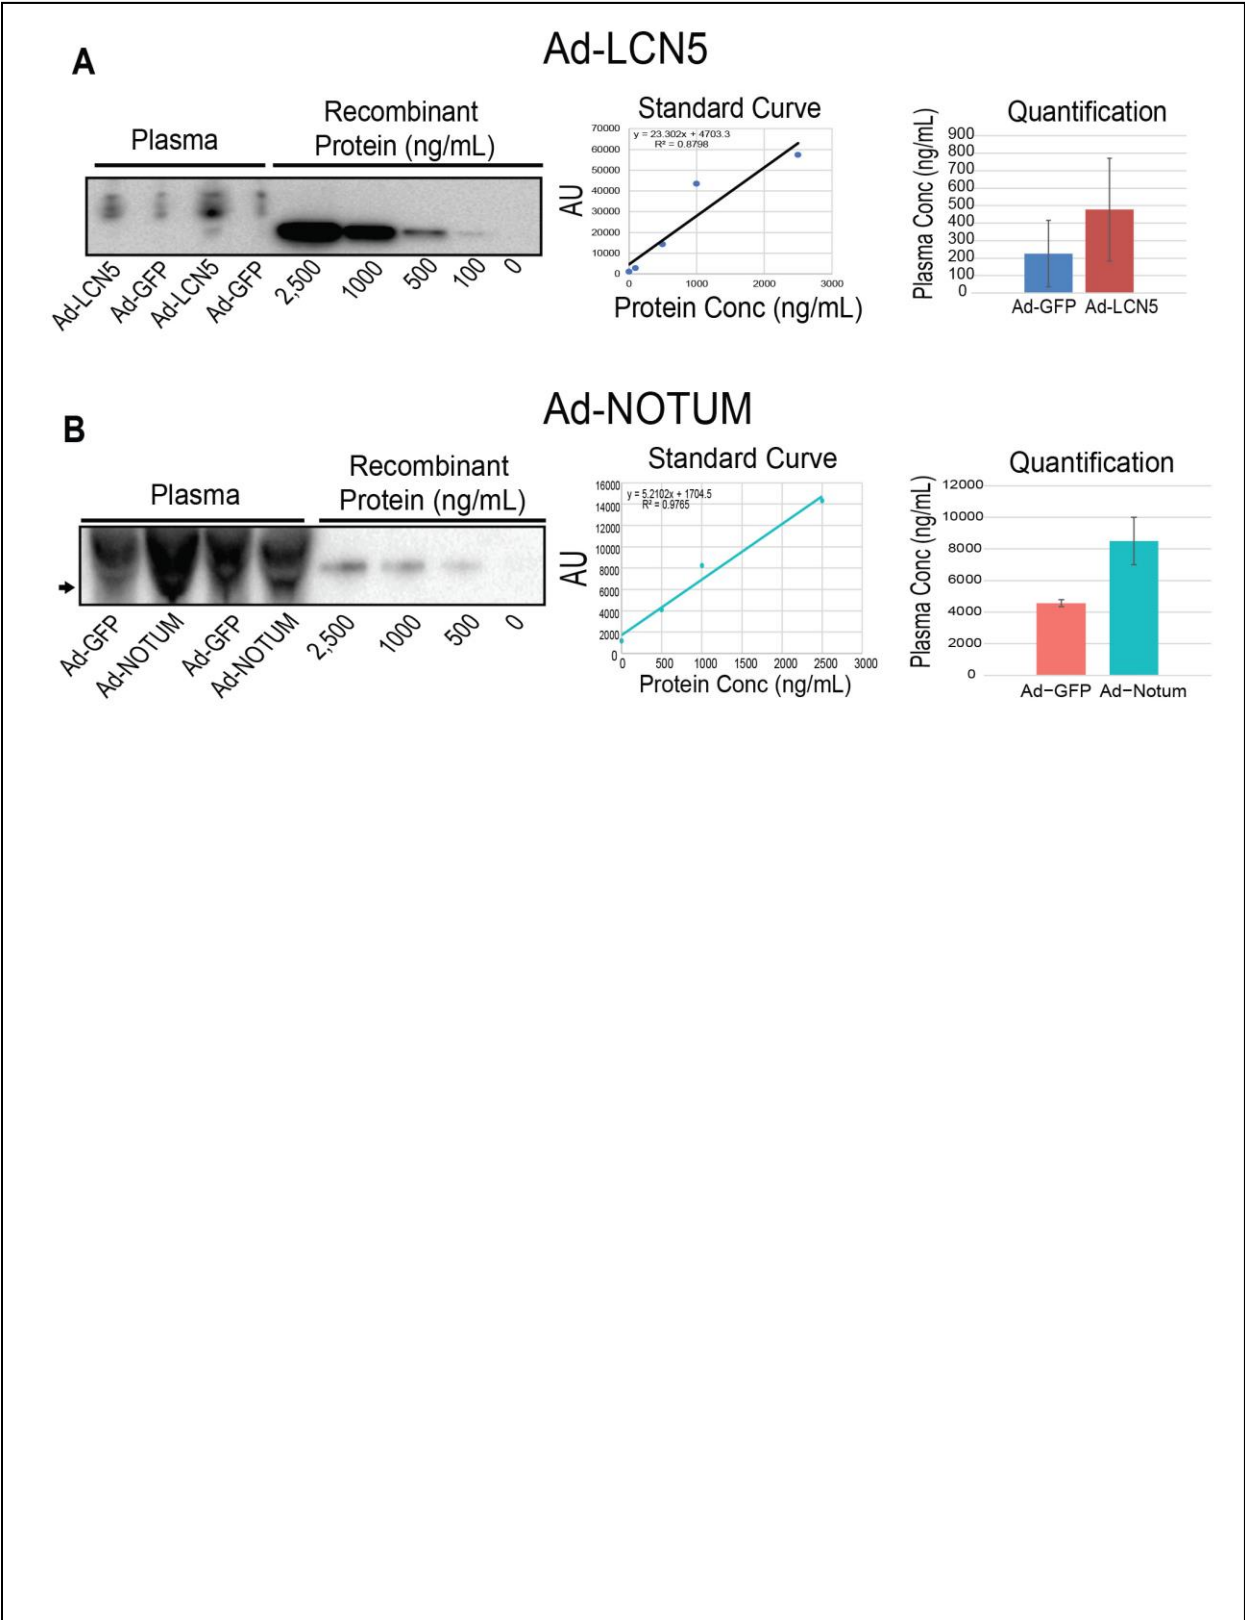 A
Ad-LCN5
Plasma
Recombinant
Protein (ng/mL)
Ad-LCN5
Ad-GFP
Ad-LCN5
Ad-GFP
2,500
1000
500
100
0
Standard Curve
y = 23.302x + 4703.3
R² = 0.8798
AU
70000
60000
50000
40000
30000
20000
10000
0
0 1000 2000 3000
Protein Conc (ng/mL)
Quantification
Plasma Conc (ng/mL)
900
800
700
600
500
400
300
200
100
0
Ad-GFP Ad-LCN5
B
Ad-NOTUM
Plasma
Recombinant
Protein (ng/mL)
Ad-GFP
Ad-NOTUM
Ad-GFP
Ad-NOTUM
2,500
1000
500
0
Standard Curve
y = 5.2102x + 1704.5
R² = 0.9765
AU
16000
14000
12000
10000
8000
6000
4000
2000
0
0 500 1000 1500 2000 2500 3000
Protein Conc (ng/mL)
Quantification
Plasma Conc (ng/mL)
12000
10000
8000
6000
4000
2000
0
Ad−GFP Ad−Notum